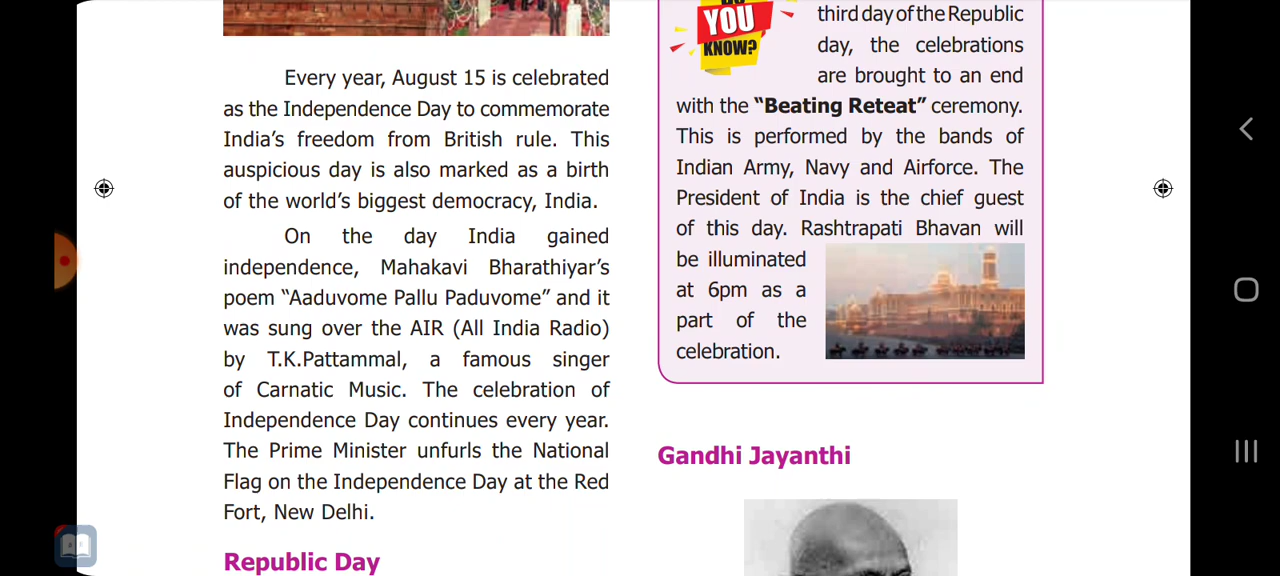 Every year, August 15 is celebrated
as the Independence Day to commemorate
India's freedom from British rule. This
auspicious day is also marked as a birth
of the world's biggest democracy, India.
On the day India gained
independence, Mahakavi Bharathiyar's
poem "Aaduvome Pallu Paduvome" and it
was sung over the AIR (All India Radio)
by T.K.Pattammal, a famous singer
of Carnatic Music. The celebration of
Independence Day continues every year.
The Prime Minister unfurls the National
Flag on the Independence Day at the Red
Fort, New Delhi.
Republic Day
YOU
KNOW?
third day of the Republic
day, the celebrations
are brought to an end
with the "Beating Reteat" ceremony.
This is performed by the bands of
Indian Army, Navy and Airforce. The
President of India is the chief guest
of this day. Rashtrapati Bhavan will
be illuminated
at 6pm as a
part of the
celebration.
Gandhi Jayanthi